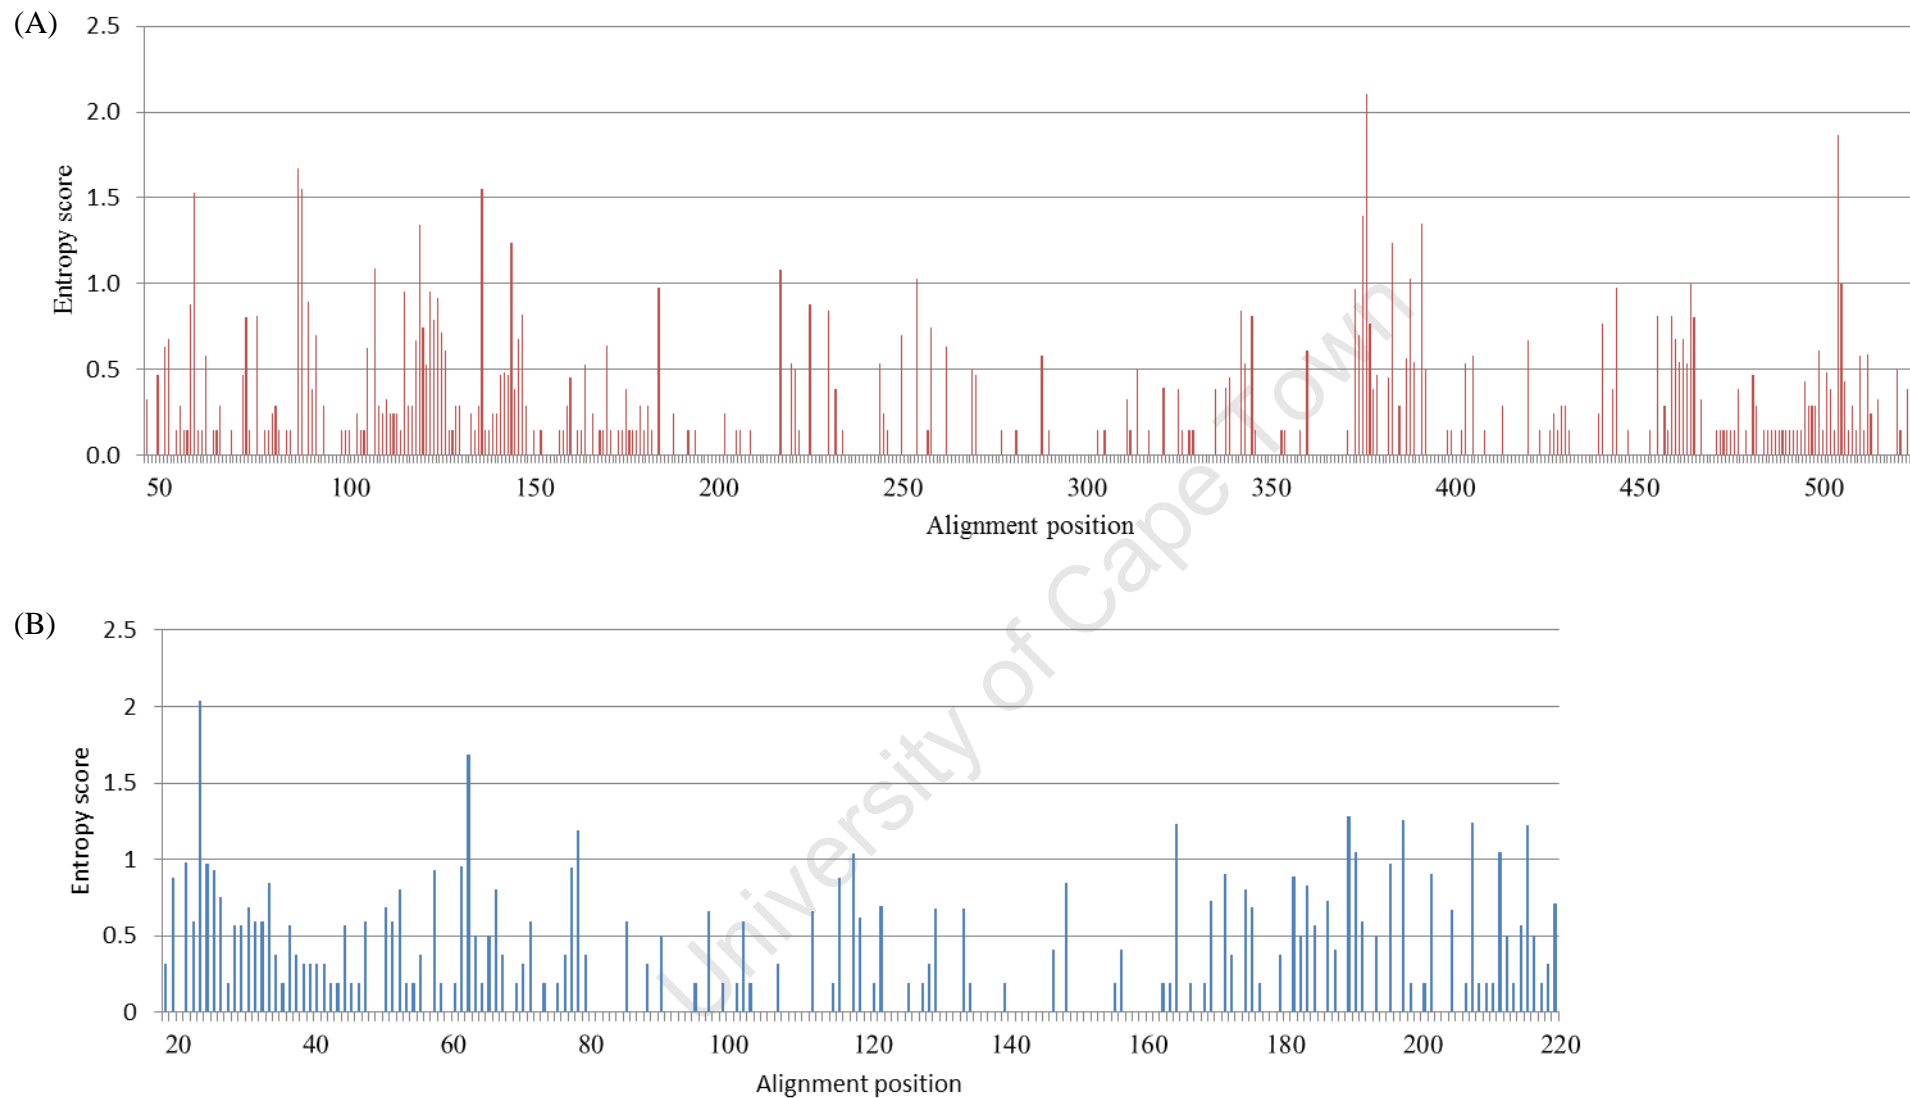 (A)
2.5
2.0
1.5
1.0
0.5
0.0
Entropy score
50 100 150 200 250 300 350 400 450 500
Alignment position
(B)
2.5
2
1.5
1
0.5
0
Entropy score
20 40 60 80 100 120 140 160 180 200 220
Alignment position
University of Cape Town